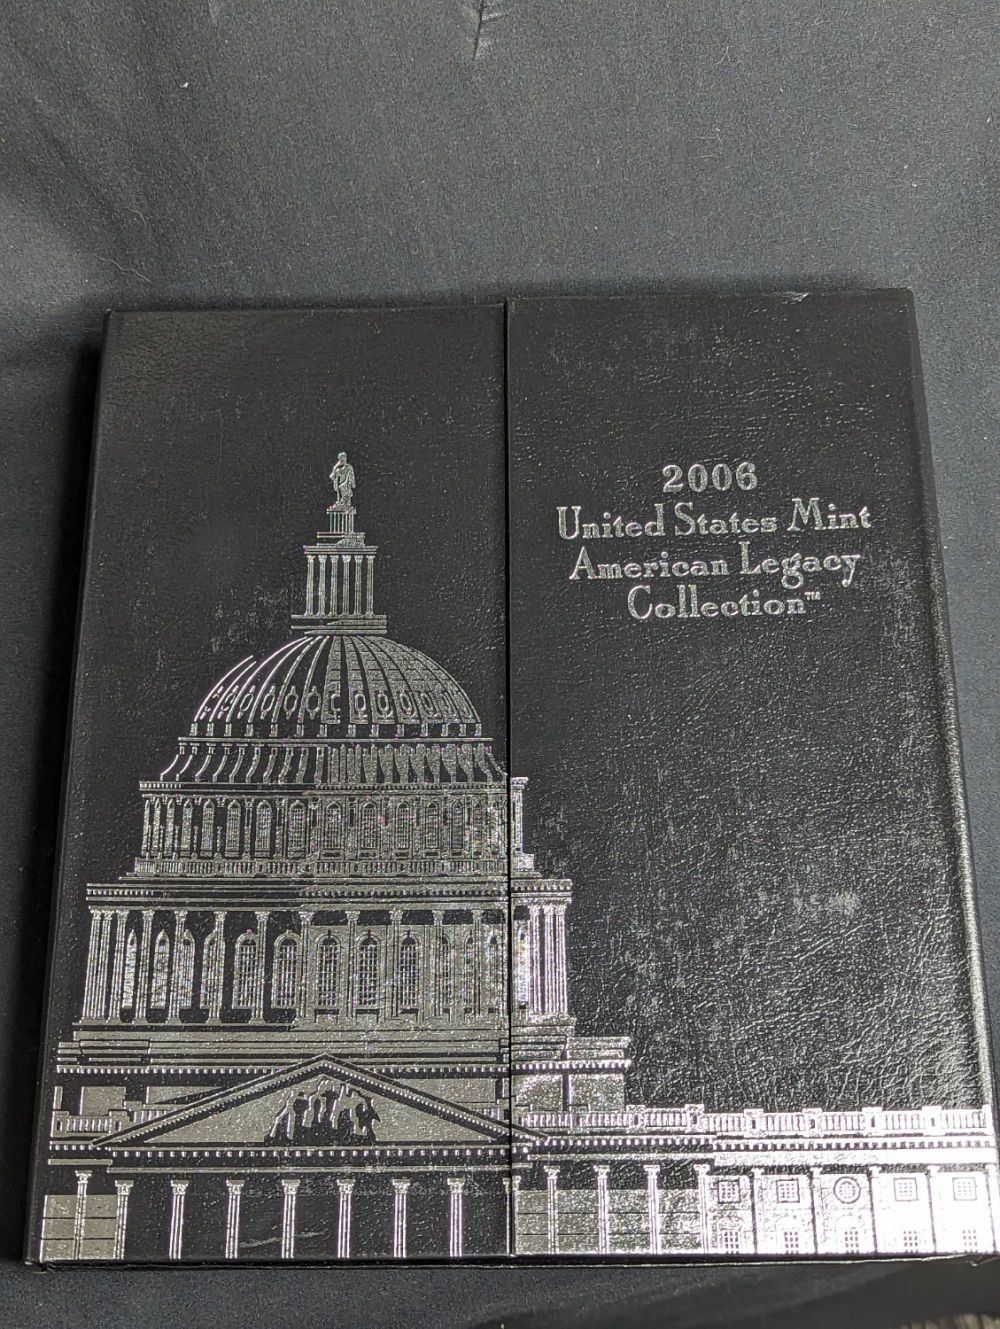 2006
United States Mint
American Legacy
Collection™